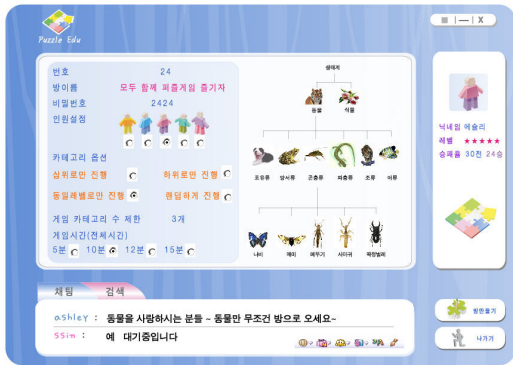 Puzzle Edu
번호 24
방이름 모두 함께 퍼즐게임 즐기자
비밀번호 2424
인원설정
카테고리 옵션
상위로만 진행 하위로만 진행
동일레벨로만 진행 랜덤하게 진행
게임 카테고리 수 제한 3개
게임시간(전체시간)
5분 10분 12분 15분
생태계
동물 식물
포유류 양서류 곤충류 파충류 조류 어류
나비 매미 메뚜기 사마귀 딱정벌레
닉네임 애슐리
레벨 ★★★★★
승패율 30전 24승
채팅 검색
ashley : 동물을 사랑하시는 분들 ~ 동물만 무조건 방으로 오세요~
ssin : 예 대기중입니다
방만들기
나가기